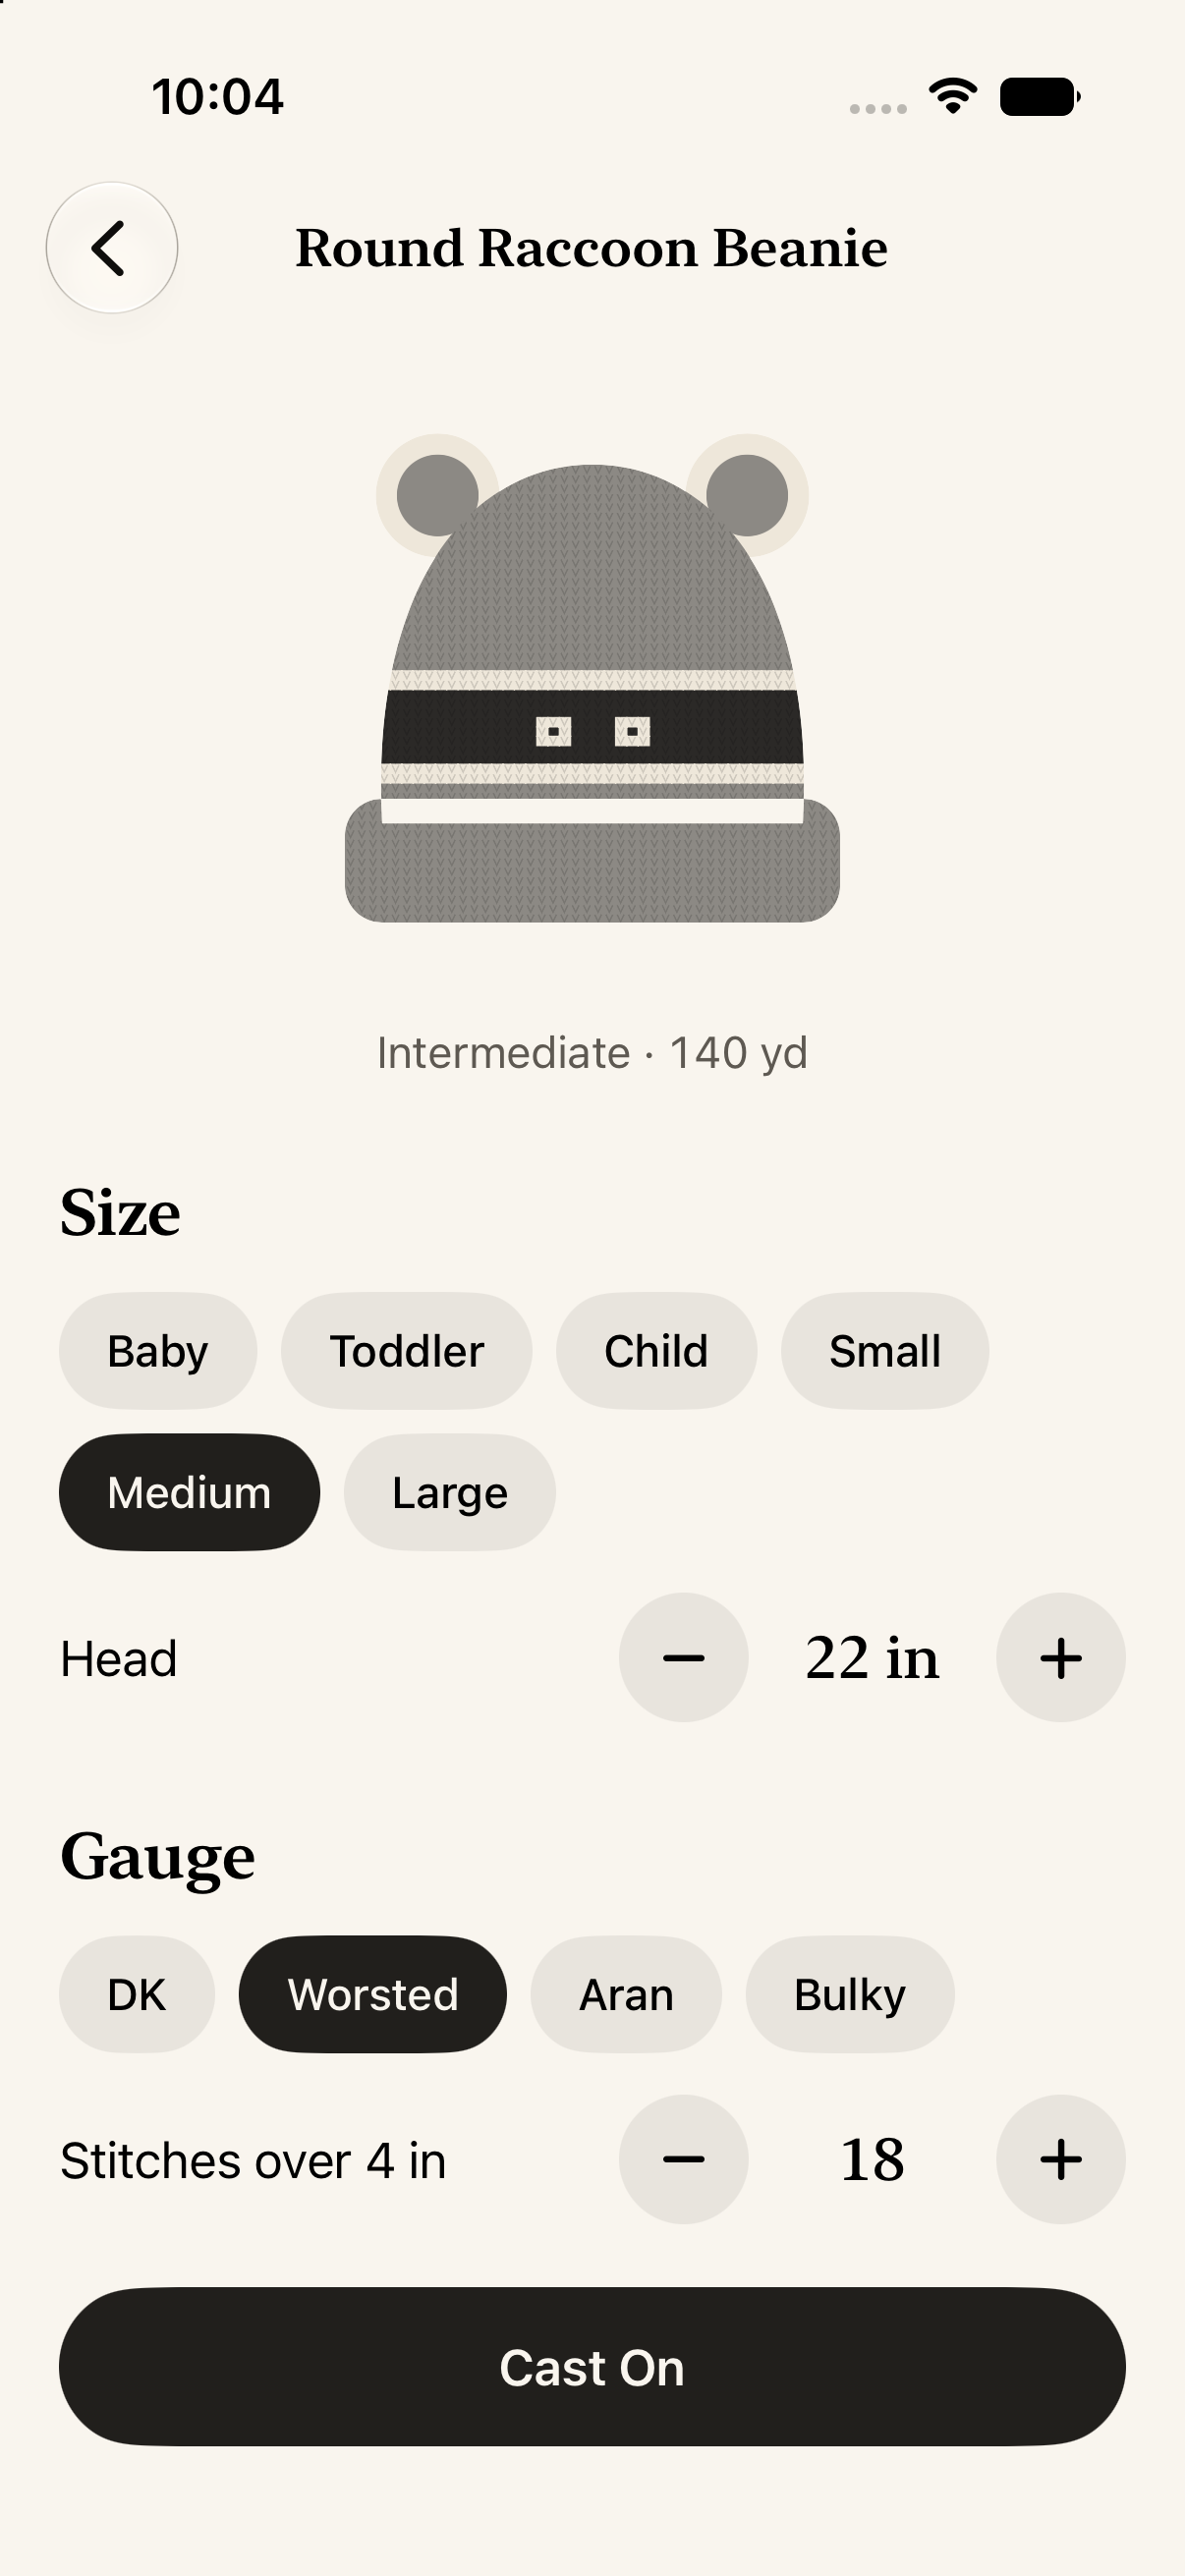 10:04
Round Raccoon Beanie
Intermediate · 140 yd
Size
Baby Toddler Child Small
Medium Large
Head − 22 in +
Gauge
DK Worsted Aran Bulky
Stitches over 4 in − 18 +
Cast On